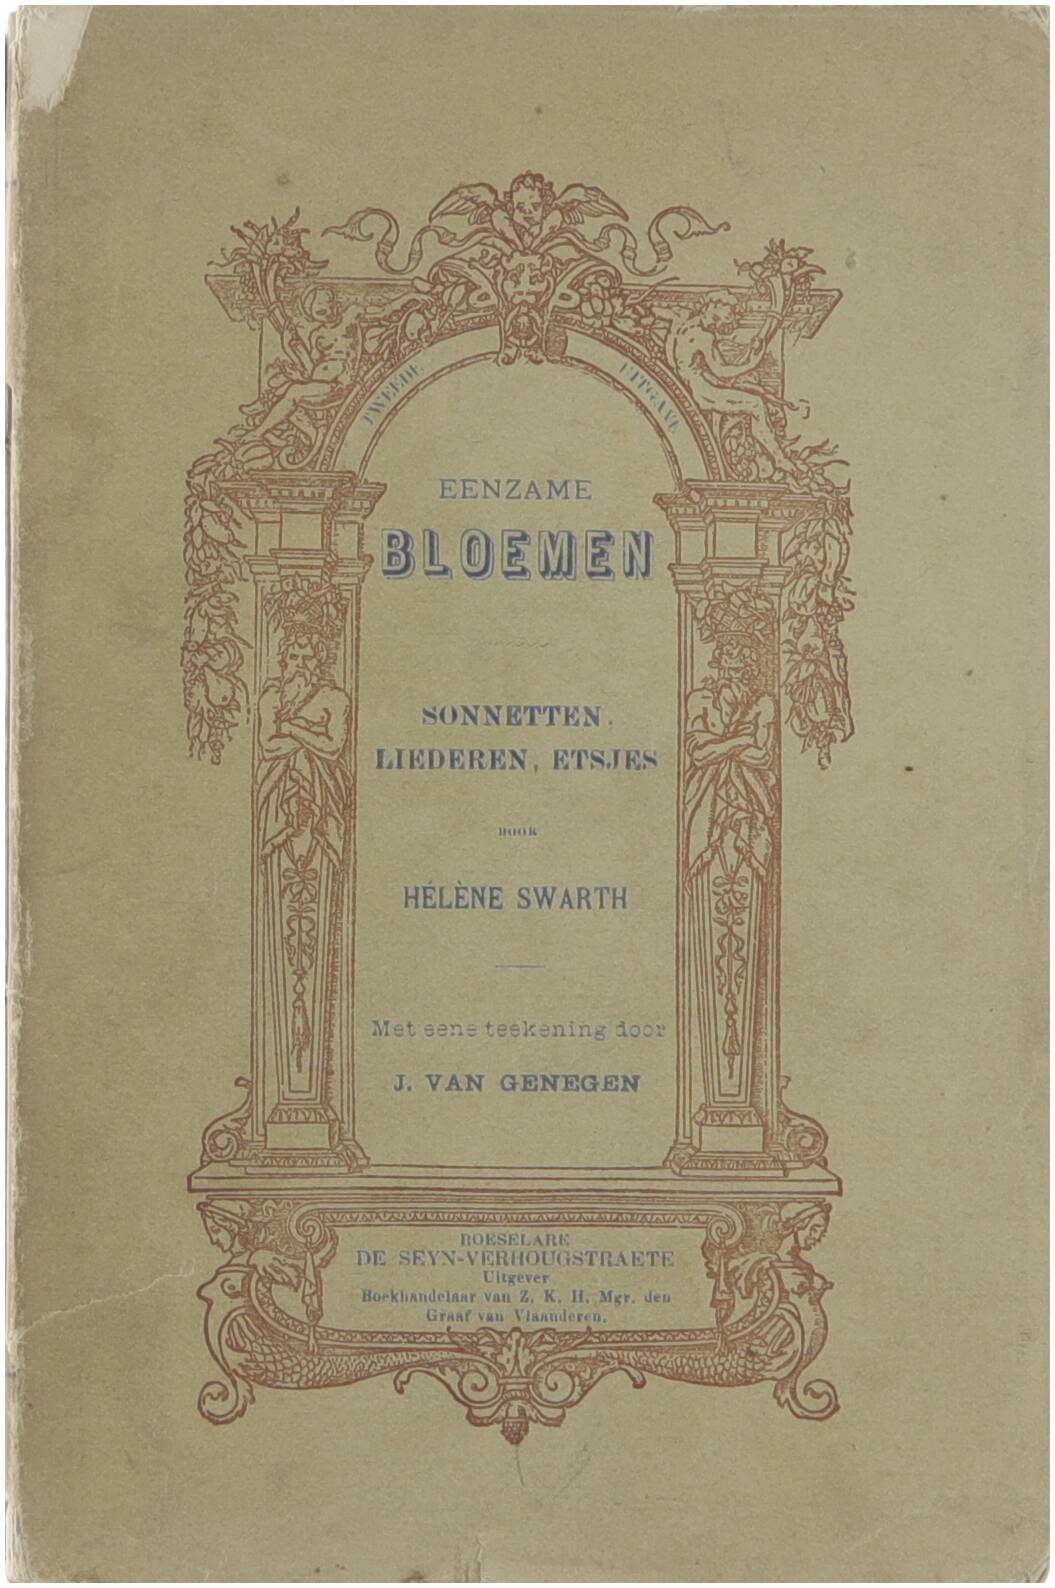 TWEEDE UITGAVE
EENZAME
BLOEMEN
SONNETTEN,
LIEDEREN, ETSJES
DOOR
HÉLÈNE SWARTH
Met eene teekening door
J. VAN GENEGEN
ROESELARE
DE SEYN-VERHOUGSTRAETE
Uitgever
Boekhandelaar van Z. K. H. Mgr. den
Graaf van Vlaanderen.